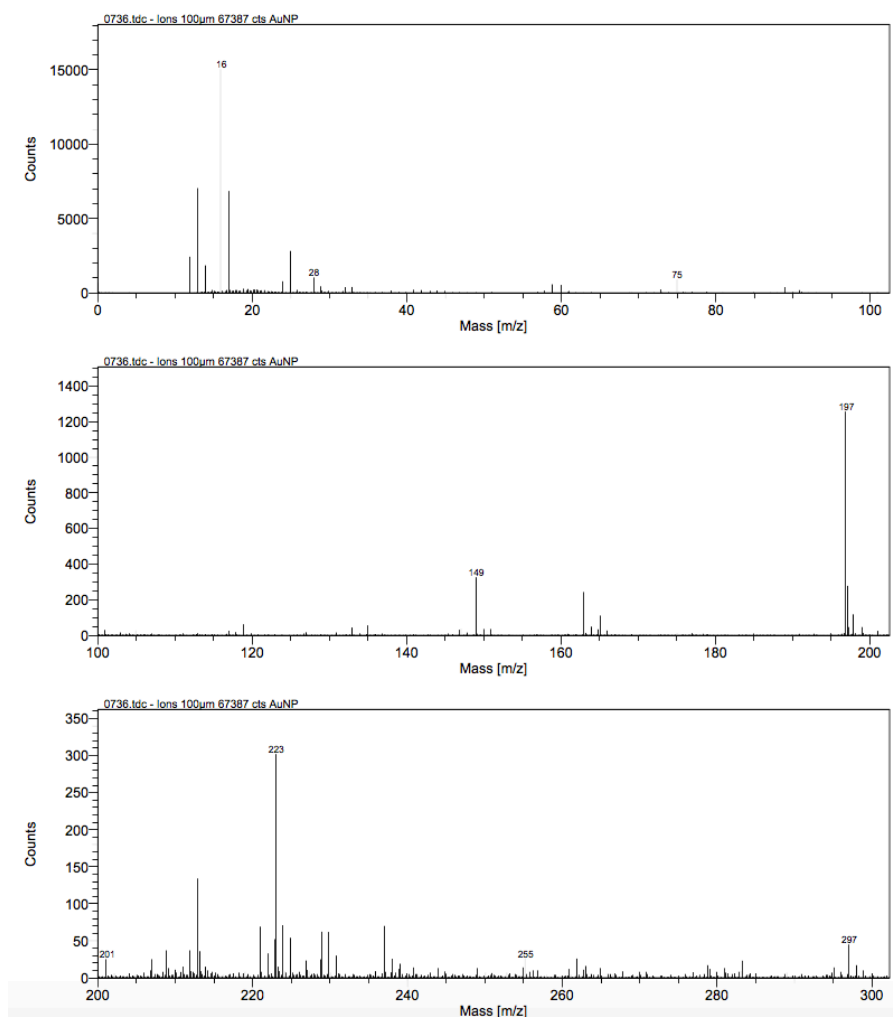 0736.tdc - Ions 100µm 67387 cts AuNP
15000
10000
5000
0
Counts
16
28
75
0 20 40 60 80 100
Mass [m/z]
0736.tdc - Ions 100µm 67387 cts AuNP
1400
1200
1000
800
600
400
200
0
Counts
197
149
100 120 140 160 180 200
Mass [m/z]
0736.tdc - Ions 100µm 67387 cts AuNP
350
300
250
200
150
100
50
0
Counts
223
201
255
297
200 220 240 260 280 300
Mass [m/z]